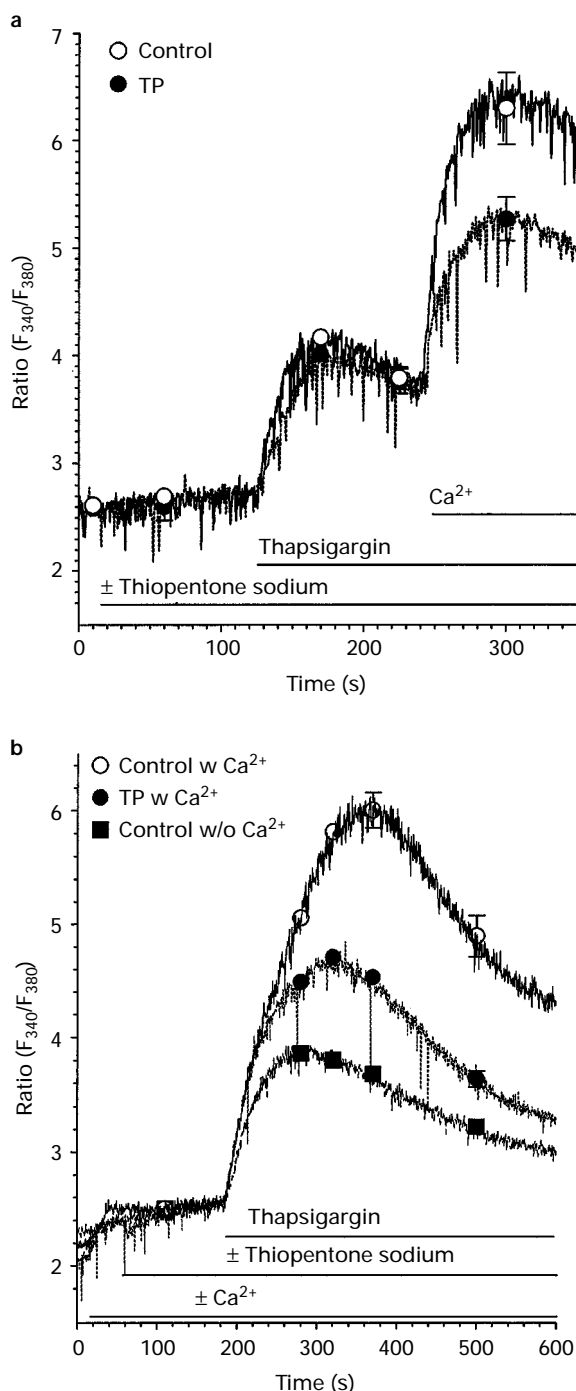 a
7
6
5
4
3
2
Ratio (F340/F380)
Control
TP
Ca2+
Thapsigargin
± Thiopentone sodium
0 100 200 300
Time (s)
b
6
5
4
3
2
Ratio (F340/F380)
Control w Ca2+
TP w Ca2+
Control w/o Ca2+
Thapsigargin
± Thiopentone sodium
± Ca2+
0 100 200 300 400 500 600
Time (s)